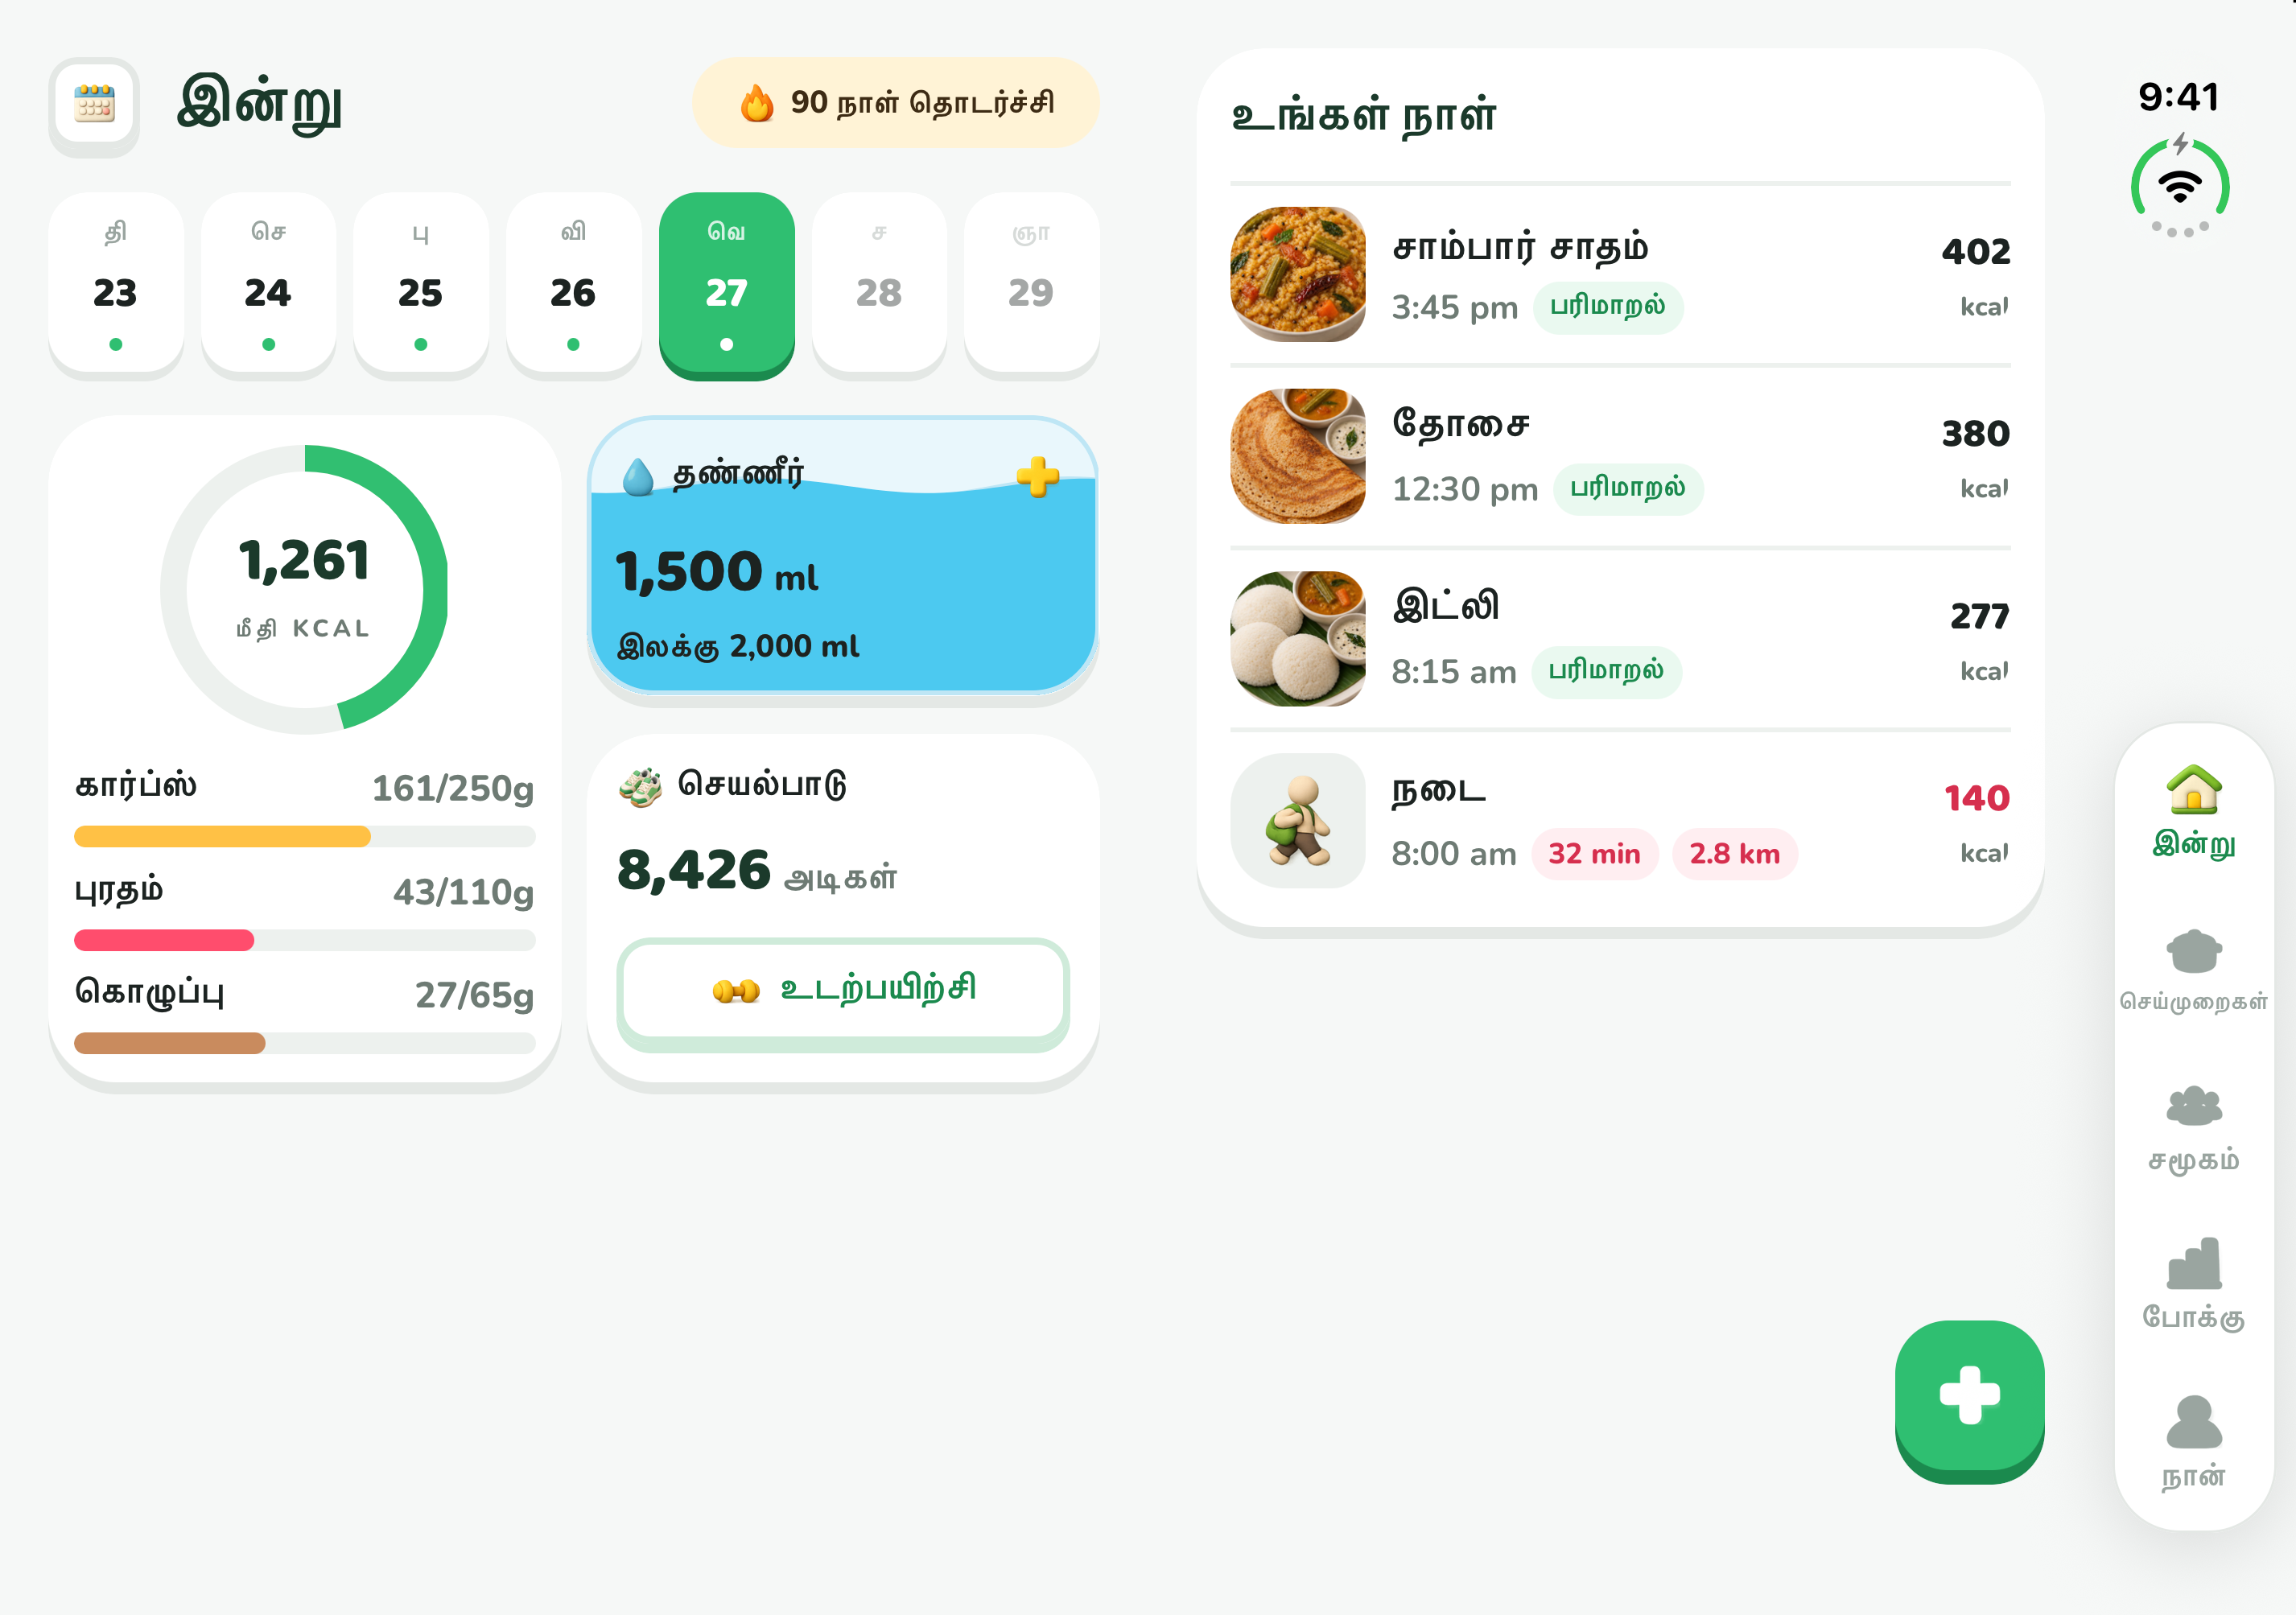 இன்று
90 நாள் தொடர்ச்சி
தி
செ
பு
வி
வெ
ச
ஞா
23
24
25
26
27
28
29
1,261
மீதி KCAL
கார்ப்ஸ் 161/250g
புரதம் 43/110g
கொழுப்பு 27/65g
தண்ணீர்
1,500 ml
இலக்கு 2,000 ml
செயல்பாடு
8,426 அடிகள்
உடற்பயிற்சி
உங்கள் நாள்
சாம்பார் சாதம் 402
3:45 pm பரிமாறல் kcal
தோசை 380
12:30 pm பரிமாறல் kcal
இட்லி 277
8:15 am பரிமாறல் kcal
நடை 140
8:00 am 32 min 2.8 km kcal
9:41
இன்று
செய்முறைகள்
சமூகம்
போக்கு
நான்